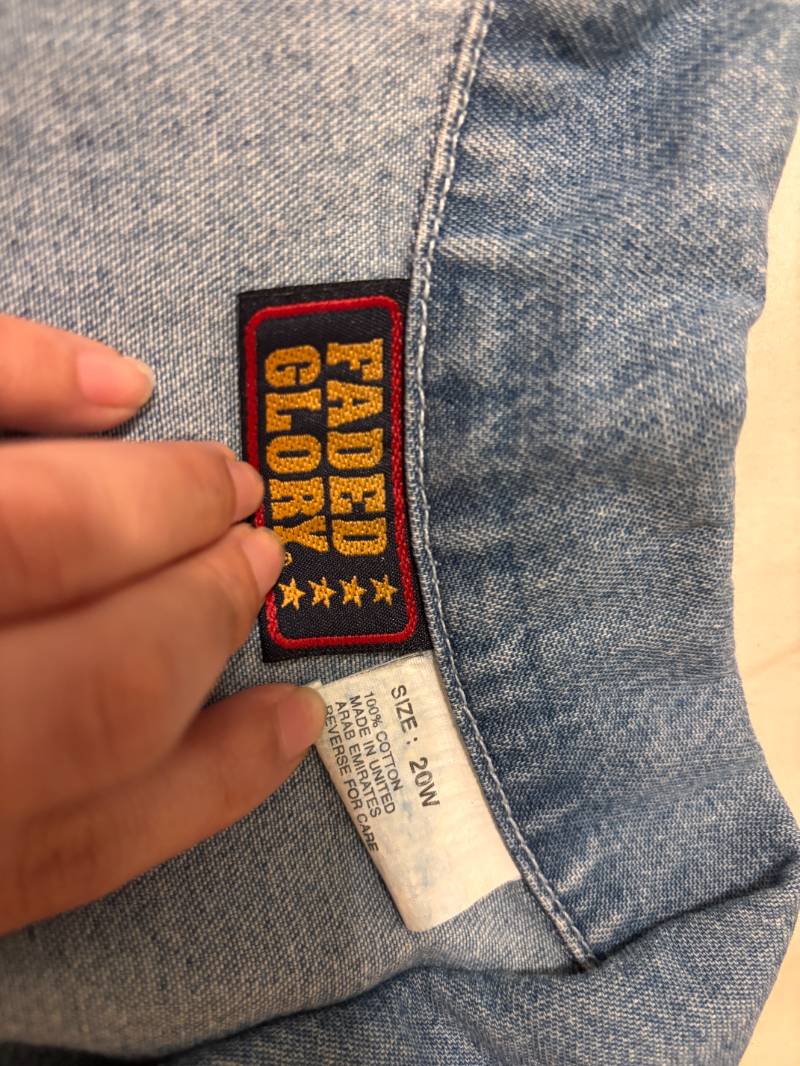 FADED
GLORY®
SIZE: 20W
100% COTTON
MADE IN UNITED
ARAB EMIRATES
REVERSE FOR CARE